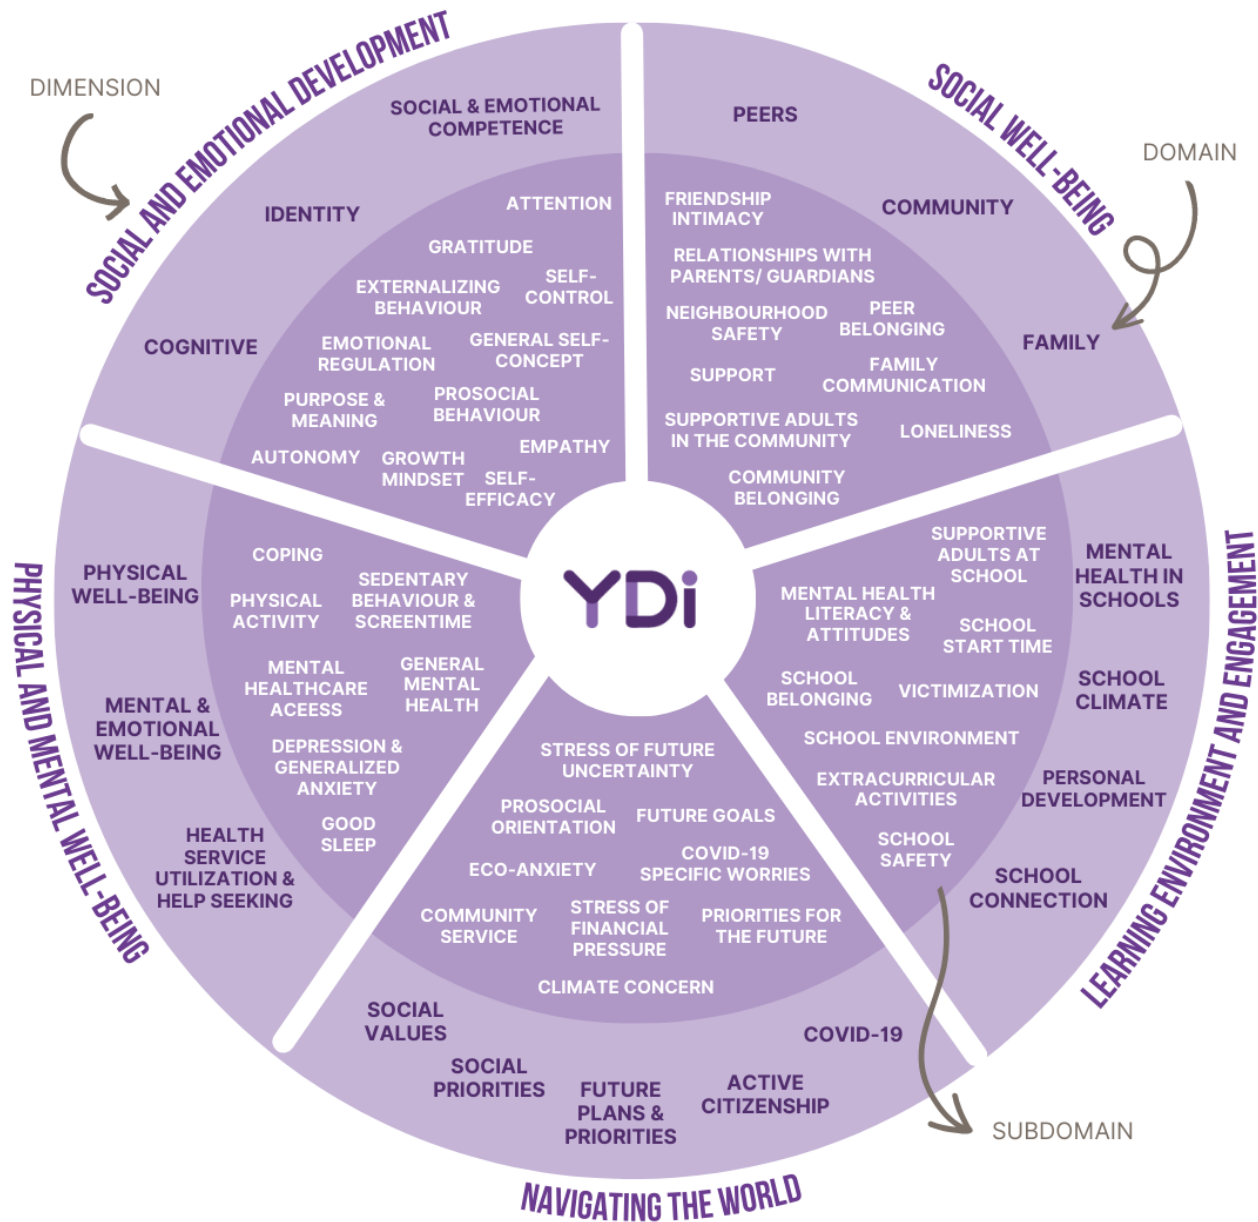 DIMENSION
SOCIAL AND EMOTIONAL DEVELOPMENT
SOCIAL & EMOTIONAL
COMPETENCE
IDENTITY
COGNITIVE
ATTENTION
GRATITUDE
EXTERNALIZING
BEHAVIOUR
SELF-
CONTROL
EMOTIONAL
REGULATION
GENERAL SELF-
CONCEPT
PURPOSE &
MEANING
PROSOCIAL
BEHAVIOUR
EMPATHY
AUTONOMY
GROWTH
MINDSET
SELF-
EFFICACY
SOCIAL WELL-BEING
DOMAIN
PEERS
COMMUNITY
FAMILY
FRIENDSHIP
INTIMACY
RELATIONSHIPS WITH
PARENTS/ GUARDIANS
NEIGHBOURHOOD
SAFETY
PEER
BELONGING
SUPPORT
FAMILY
COMMUNICATION
SUPPORTIVE ADULTS
IN THE COMMUNITY
LONELINESS
COMMUNITY
BELONGING
YDi
LEARNING ENVIRONMENT AND ENGAGEMENT
MENTAL
HEALTH IN
SCHOOLS
SCHOOL
CLIMATE
PERSONAL
DEVELOPMENT
SCHOOL
CONNECTION
SUPPORTIVE
ADULTS AT
SCHOOL
MENTAL HEALTH
LITERACY &
ATTITUDES
SCHOOL
START TIME
SCHOOL
BELONGING
VICTIMIZATION
SCHOOL ENVIRONMENT
EXTRACURRICULAR
ACTIVITIES
SCHOOL
SAFETY
SUBDOMAIN
PHYSICAL AND MENTAL WELL-BEING
PHYSICAL
WELL-BEING
MENTAL &
EMOTIONAL
WELL-BEING
HEALTH
SERVICE
UTILIZATION &
HELP SEEKING
COPING
PHYSICAL
ACTIVITY
SEDENTARY
BEHAVIOUR &
SCREENTIME
MENTAL
HEALTHCARE
ACEESS
GENERAL
MENTAL
HEALTH
DEPRESSION &
GENERALIZED
ANXIETY
GOOD
SLEEP
STRESS OF FUTURE
UNCERTAINTY
PROSOCIAL
ORIENTATION
FUTURE GOALS
ECO-ANXIETY
COVID-19
SPECIFIC WORRIES
COMMUNITY
SERVICE
STRESS OF
FINANCIAL
PRESSURE
PRIORITIES FOR
THE FUTURE
CLIMATE CONCERN
SOCIAL
VALUES
SOCIAL
PRIORITIES
FUTURE
PLANS &
PRIORITIES
ACTIVE
CITIZENSHIP
COVID-19
NAVIGATING THE WORLD